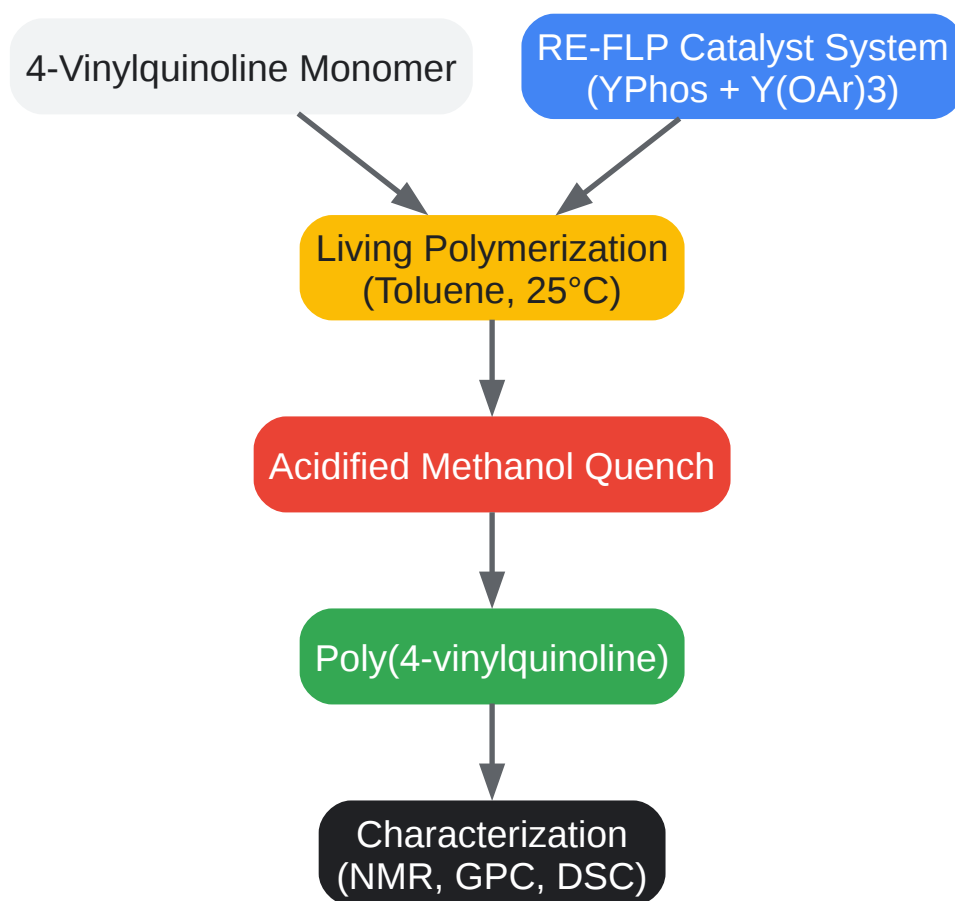 4-Vinylquinoline Monomer
RE-FLP Catalyst System
(YPhos + Y(OAr)3)
Living Polymerization
(Toluene, 25°C)
Acidified Methanol Quench
Poly(4-vinylquinoline)
Characterization
(NMR, GPC, DSC)